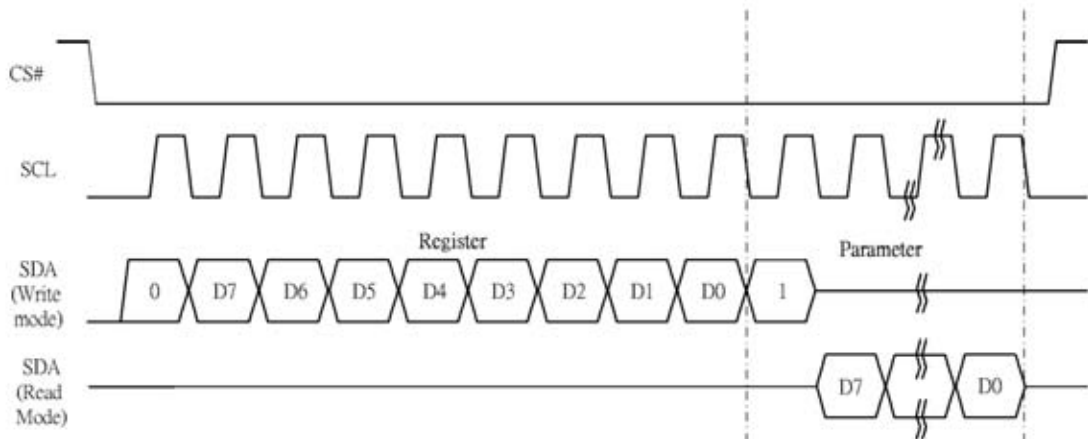 CS#
SCL
Register
Parameter
SDA
(Write
mode)
0 D7 D6 D5 D4 D3 D2 D1 D0 1
SDA
(Read
Mode)
D7 D0